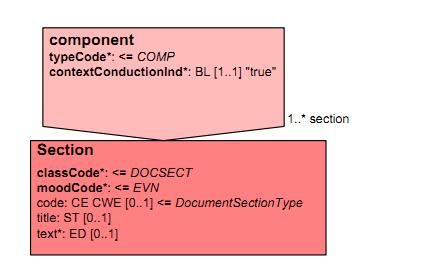 component
typeCode*: <= COMP
contextConductionInd*: BL [1..1] "true"
1..* section
Section
classCode*: <= DOCSECT
moodCode*: <= EVN
code: CE CWE [0..1] <= DocumentSectionType
title: ST [0..1]
text*: ED [0..1]